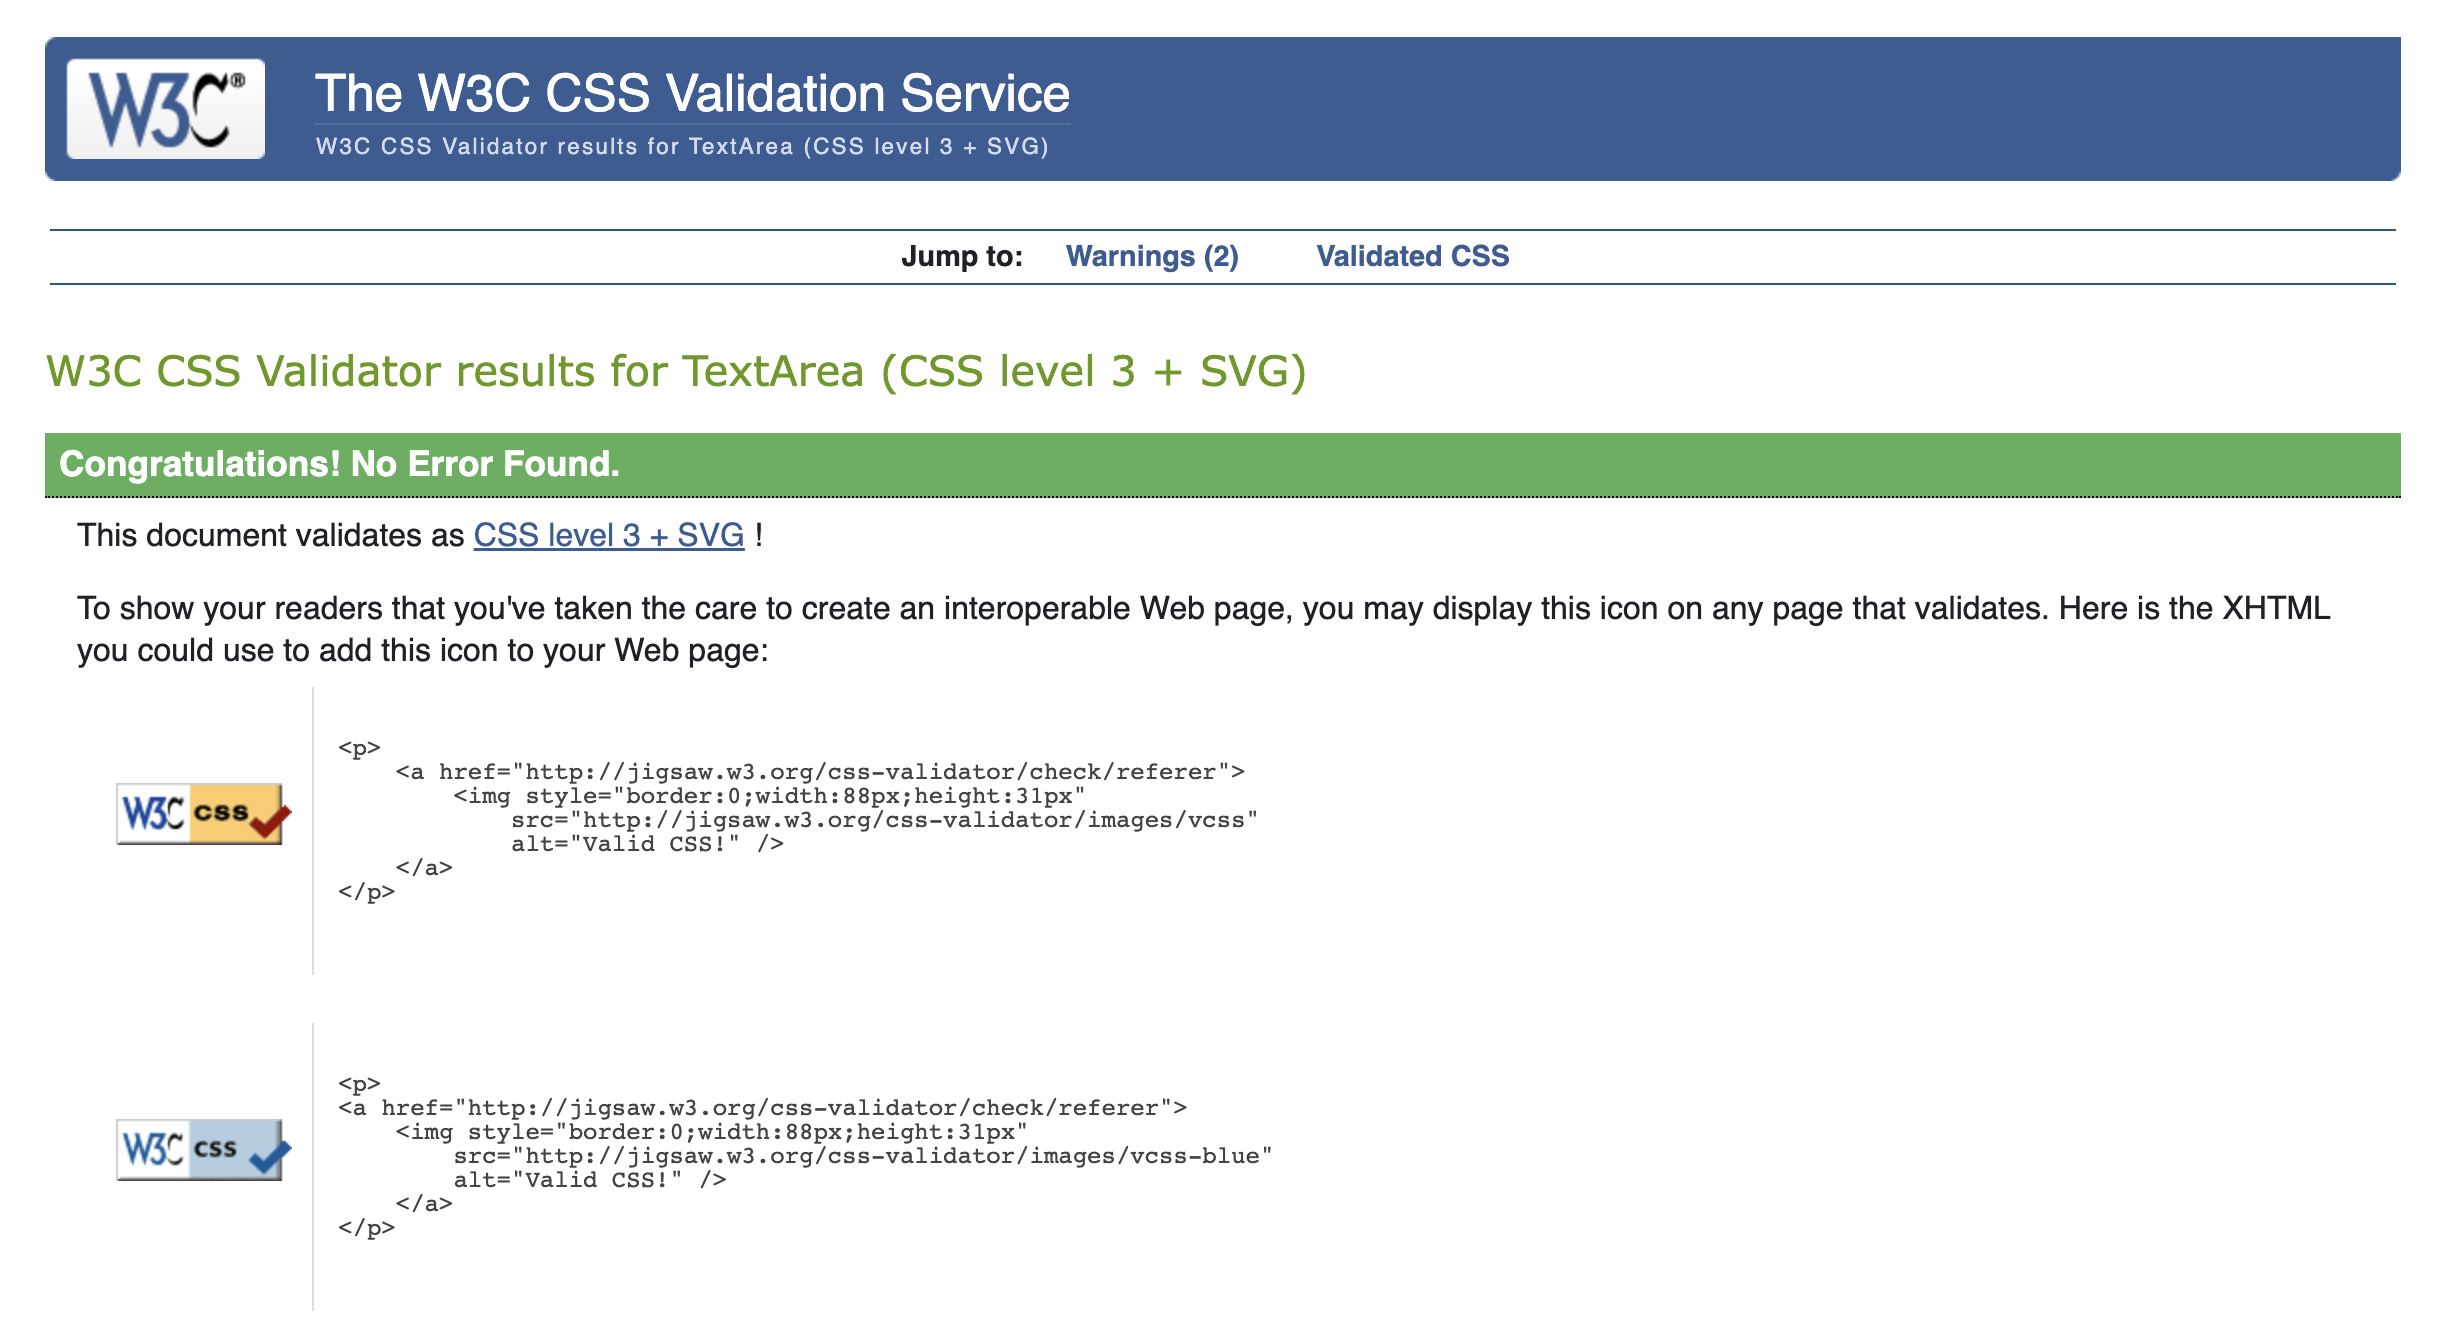 W3C®
The W3C CSS Validation Service
W3C CSS Validator results for TextArea (CSS level 3 + SVG)
Jump to: Warnings (2) Validated CSS
W3C CSS Validator results for TextArea (CSS level 3 + SVG)
Congratulations! No Error Found.
This document validates as CSS level 3 + SVG !
To show your readers that you've taken the care to create an interoperable Web page, you may display this icon on any page that validates. Here is the XHTML
you could use to add this icon to your Web page:
W3C css
<p>
    <a href="http://jigsaw.w3.org/css-validator/check/referer">
        <img style="border:0;width:88px;height:31px"
            src="http://jigsaw.w3.org/css-validator/images/vcss"
            alt="Valid CSS!" />
    </a>
</p>
W3C css
<p>
<a href="http://jigsaw.w3.org/css-validator/check/referer">
    <img style="border:0;width:88px;height:31px"
        src="http://jigsaw.w3.org/css-validator/images/vcss-blue"
        alt="Valid CSS!" />
    </a>
</p>